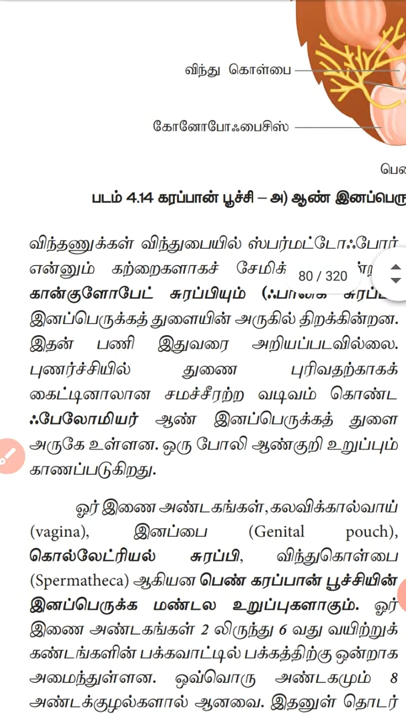 விந்து கொள்பை
கோனோபோஃபைசிஸ்
பெ
படம் 4.14 கரப்பான் பூச்சி – அ) ஆண் இனப்பெரு
விந்தணுக்கள் விந்துபையில் ஸ்பர்மட்டோஃபோர்
என்னும் கற்றைகளாகச் சேமிக்
80 / 320
கான்குளோபேட் சுரப்பியும்
இனப்பெருக்கத் துளையின் அருகில் திறக்கின்றன.
இதன் பணி இதுவரை அறியப்படவில்லை.
புணர்ச்சியில் துணை புரிவதற்காகக்
கைட்டினாலான சமச்சீரற்ற வடிவம் கொண்ட
ஃபேலோமியர் ஆண் இனப்பெருக்கத் துளை
அருகே உள்ளன. ஒரு போலி ஆண்குறி உறுப்பும்
காணப்படுகிறது.
ஓர் இணை அண்டகங்கள், கலவிக்கால்வாய்
(vagina), இனப்பை (Genital pouch),
கொல்லேட்ரியல் சுரப்பி, விந்துகொள்பை
(Spermatheca) ஆகியன பெண் கரப்பான் பூச்சியின்
இனப்பெருக்க மண்டல உறுப்புகளாகும். ஓர்
இணை அண்டகங்கள் 2 லிருந்து 6 வது வயிற்றுக்
கண்டங்களின் பக்கவாட்டில் பக்கத்திற்கு ஒன்றாக
அமைந்துள்ளன. ஒவ்வொரு அண்டகமும் 8
அண்டக்குழல்களால் ஆனவை. இதனுள் தொடர்